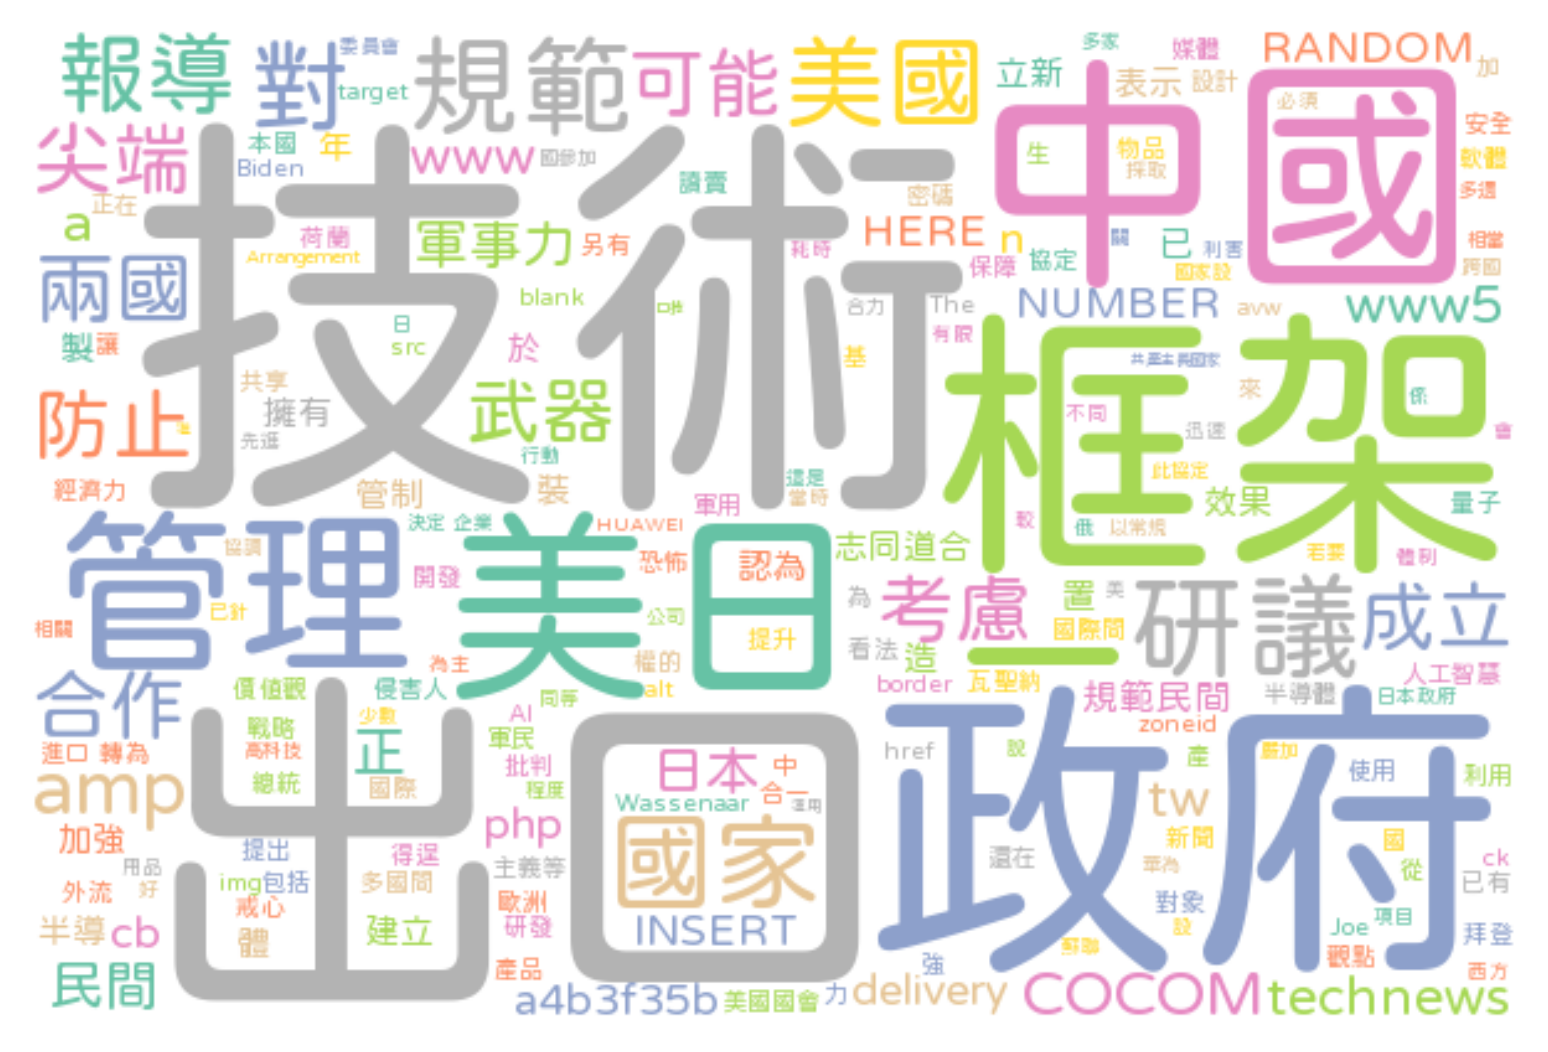 報導
對
委員會
target
規範
可能
美國
立新
多家
媒體
表示
設計
RANDOM
加
中國
必須
尖端
本國
年
Biden
www
國參加
讀賣
密碼
生
物品
採取
安全
軟體
多週
正在
a
技術
荷蘭
Arrangement
軍事力
另有
耗時
HERE
n
保障
協定
關
已
利害
國家設
相當
跨國
兩國
blank
合力
The
NUMBER
avw
www5
製
讓
日
src
於
有限
基
共產主義國家
框架
共享
擁有
先進
武器
不同
迅速
來
係
會
防止
行動
這是
當時
此協定
經濟力
管制
裝
軍用
效果
量子
管理
決定
企業
HUAWEI
美日
恐怖
認為
志同道合
較
俄
以常規
若要
體制
協調
開發
已針
公司
提升
為
考慮
置
美
國際間
研議
成立
相關
為主
權的
alt
看法
造
一
border
瓦聖納
規範民間
半導體
人工智慧
日本政府
合作
價值觀
侵害人
同等
zoneid
戰略
少數
AI
進口
轉為
高科技
正
軍民
出口
日本
中
href
說
政府
產
嚴加
amp
總統
國際
批判
程度
Wassenaar
合一
運用
使用
利用
tw
加強
php
國家
新聞
國
提出
得逞
主義等
還在
華為
ck
用品
img
包括
多國間
從
已有
外流
好
戒心
歐洲
對象
項目
半導
cb
體
建立
研發
INSERT
設
Joe
拜登
蘇聯
觀點
民間
產品
強
西方
a4b3f35b
美國國會
力
delivery
COCOM
technews